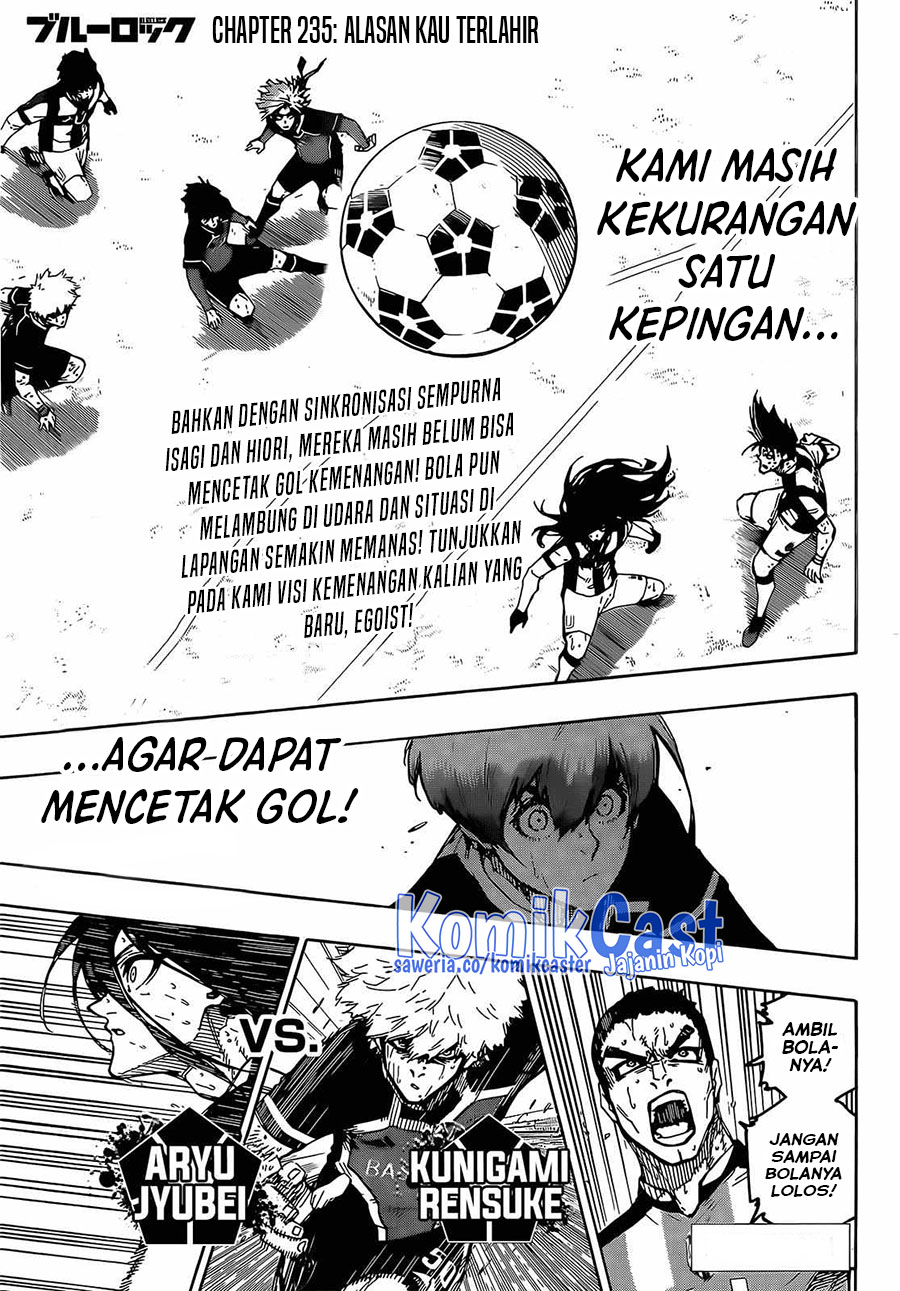 ブルーロック CHAPTER 235: ALASAN KAU TERLAHIR
KAMI MASIH
KEKURANGAN
SATU
KEPINGAN...
BAHKAN DENGAN SINKRONISASI SEMPURNA
ISAGI DAN HIORI, MEREKA MASIH BELUM BISA
MENCETAK GOL KEMENANGAN! BOLA PUN
MELAMBUNG DI UDARA DAN SITUASI DI
LAPANGAN SEMAKIN MEMANAS! TUNJUKKAN
PADA KAMI VISI KEMENANGAN KALIAN YANG
BARU, EGOIST!
...AGAR DAPAT
MENCETAK GOL!
KomikCast
saweria.co/komikcaster Jajanin Kopi
AMBIL
BOLA-
NYA!
JANGAN
SAMPAI
BOLANYA
LOLOS!
VS.
ARYU
JYUBEI
KUNIGAMI
RENSUKE
BA
50